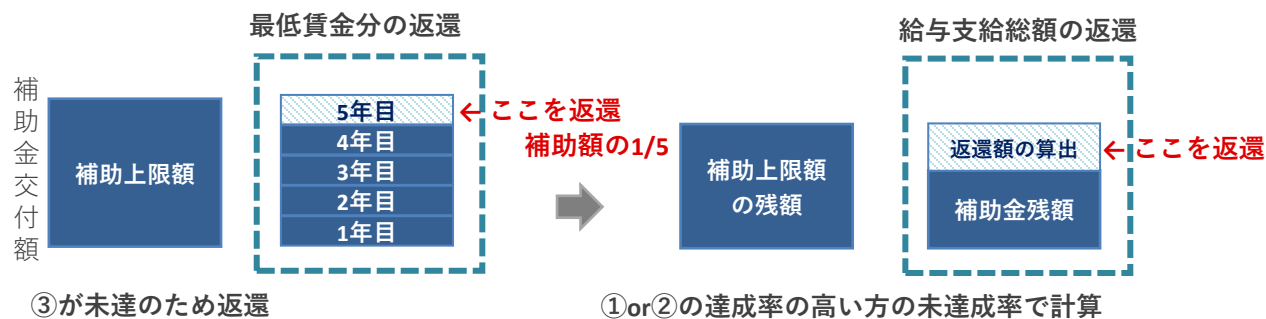 最低賃金分の返還
給与支給総額の返還
補助金交付額
補助上限額
5年目
4年目
3年目
2年目
1年目
← ここを返還
補助額の1/5
補助上限額
の残額
返還額の算出
補助金残額
← ここを返還
③が未達のため返還
①or②の達成率の高い方の未達成率で計算